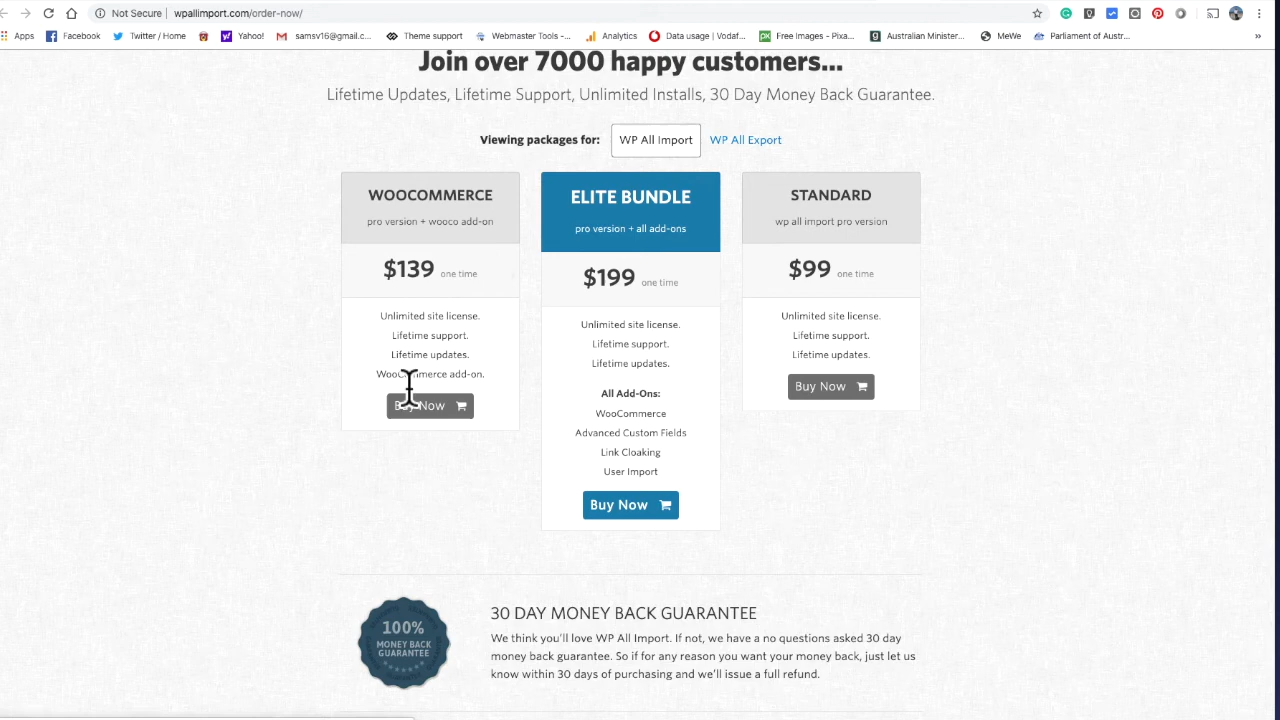 Not Secure | wpallimport.com/order-now/
Apps Facebook Twitter / Home Yahoo! samsv16@gmail.c... Theme support Webmaster Tools -... Analytics Data usage | Vodaf... Free Images - Pixa... Australian Minister... MeWe Parliament of Austr... »
Join over 7000 happy customers...
Lifetime Updates, Lifetime Support, Unlimited Installs, 30 Day Money Back Guarantee.
Viewing packages for: WP All Import WP All Export
WOOCOMMERCE
pro version + wooco add-on
$139 one time
Unlimited site license.
Lifetime support.
Lifetime updates.
WooCommerce add-on.
Buy Now
ELITE BUNDLE
pro version + all add-ons
$199 one time
Unlimited site license.
Lifetime support.
Lifetime updates.
All Add-Ons:
WooCommerce
Advanced Custom Fields
Link Cloaking
User Import
Buy Now
STANDARD
wp all import pro version
$99 one time
Unlimited site license.
Lifetime support.
Lifetime updates.
Buy Now
100%
MONEY BACK
GUARANTEE
30 DAY MONEY BACK GUARANTEE
We think you'll love WP All Import. If not, we have a no questions asked 30 day
money back guarantee. So if for any reason you want your money back, just let us
know within 30 days of purchasing and we'll issue a full refund.